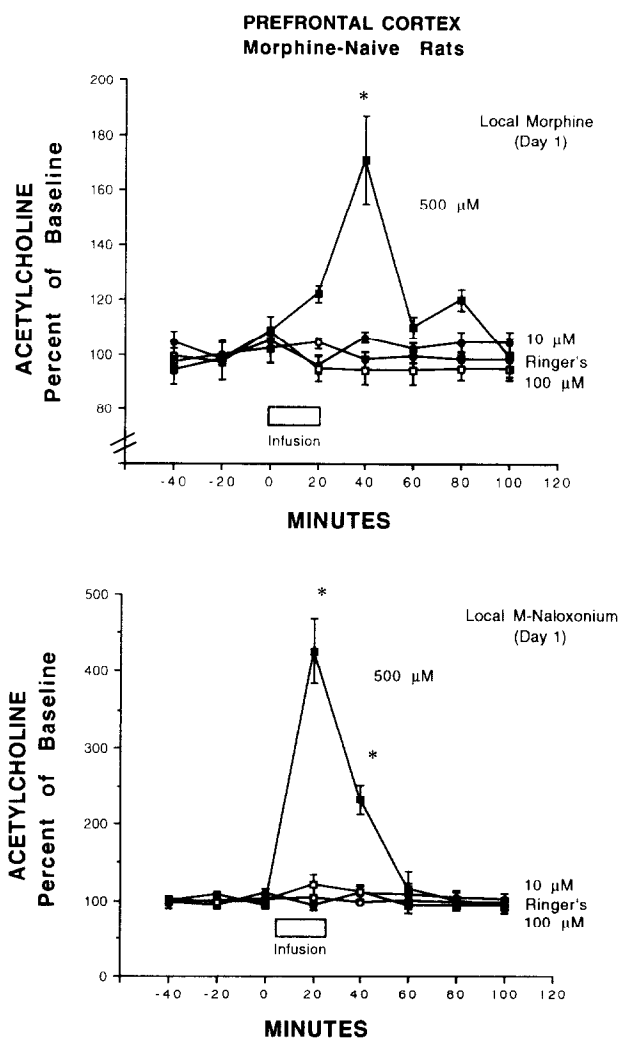 PREFRONTAL CORTEX
Morphine-Naive Rats
ACETYLCHOLINE
Percent of Baseline
200
180
160
140
120
100
80
*
Local Morphine
(Day 1)
500 µM
10 µM
Ringer's
100 µM
Infusion
-40 -20 0 20 40 60 80 100 120
MINUTES
ACETYLCHOLINE
Percent of Baseline
500
400
300
200
100
0
*
Local M-Naloxonium
(Day 1)
500 µM
*
10 µM
Ringer's
100 µM
Infusion
-40 -20 0 20 40 60 80 100 120
MINUTES